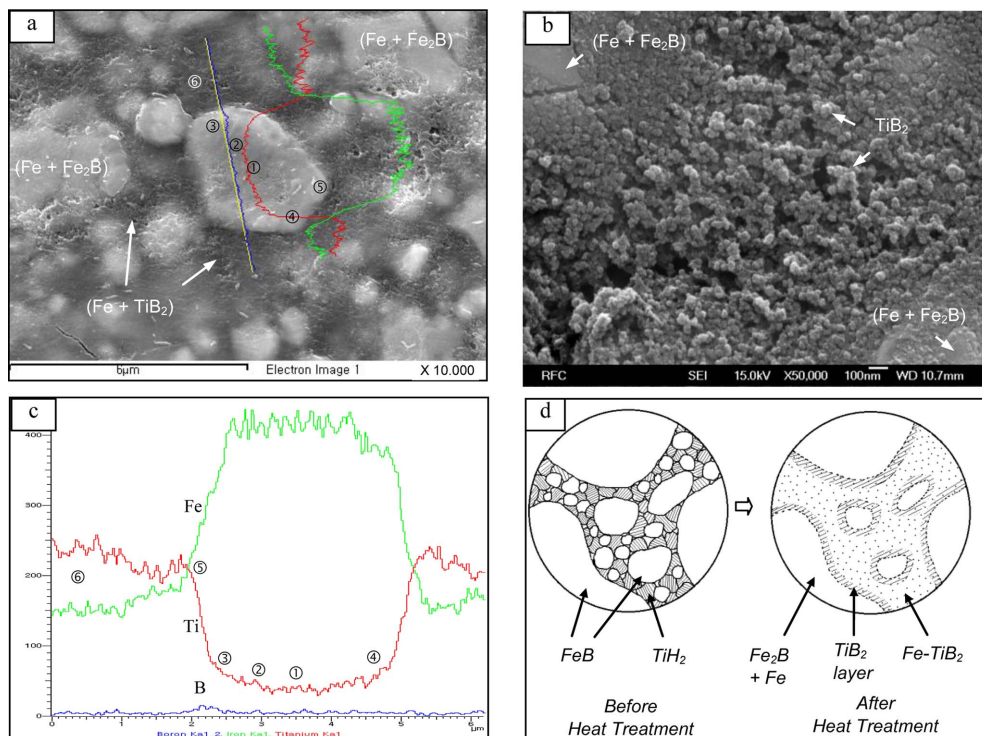 a
(Fe + Fe₂B)
⑥
③
②
①
(Fe + Fe₂B)
⑤
④
(Fe + TiB₂)
6µm
Electron Image 1
X 10.000
b
(Fe + Fe₂B)
TiB₂
(Fe + Fe₂B)
RFC SEI 15.0kV X50,000 100nm WD 10.7mm
c
400
300
200
100
0
Fe
⑥
⑤
Ti
③ ② ① ④
B
0 1 2 3 4 5 6
µm
Boron Ka1_2, Iron Ka1, Titanium Ka1
d
FeB
TiH₂
Before
Heat Treatment
Fe₂B
+ Fe
TiB₂
layer
Fe-TiB₂
After
Heat Treatment